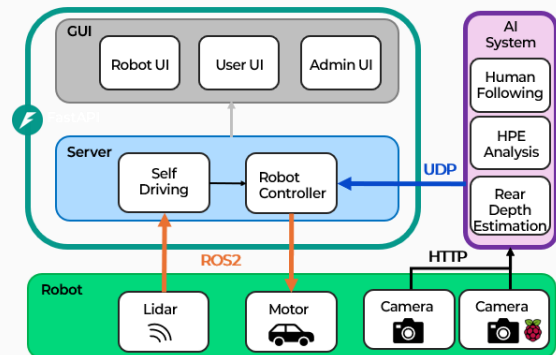 GUI
Robot UI
User UI
Admin UI
FastAPI
Server
Self
Driving
Robot
Controller
UDP
ROS2
AI
System
Human
Following
HPE
Analysis
Rear
Depth
Estimation
HTTP
Robot
Lidar
Motor
Camera
Camera